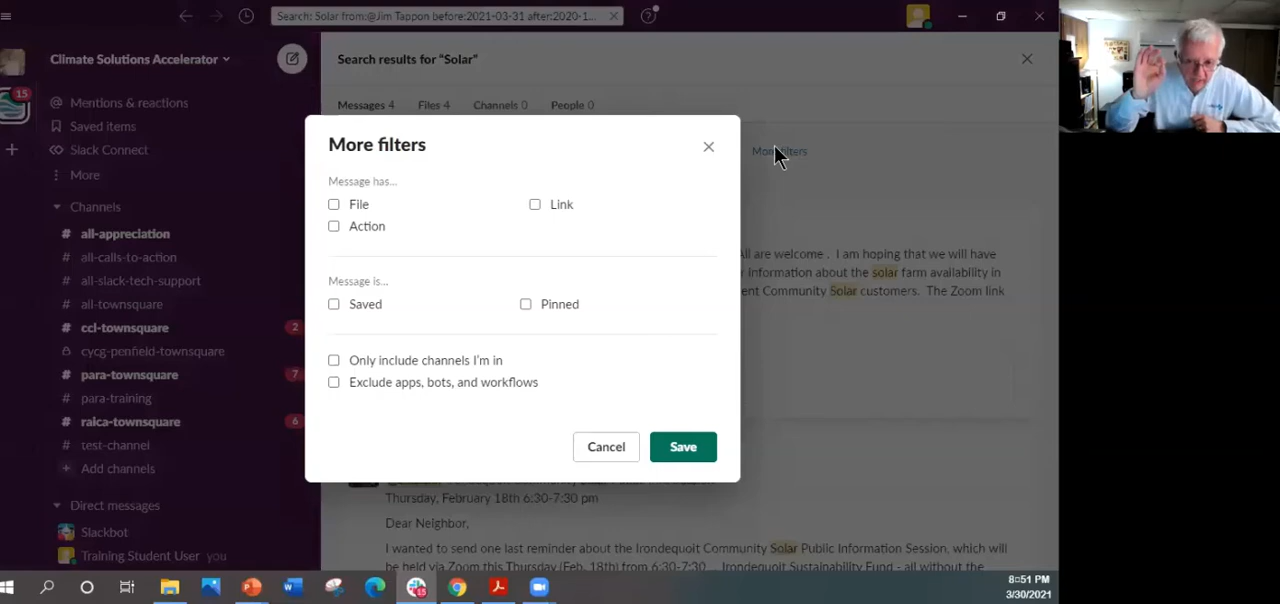 Search: Solar from:@Jim Tappon before:2021-03-31 after:2020-1...
Climate Solutions Accelerator
15
Mentions & reactions
Saved items
Slack Connect
More
Channels
# all-appreciation
# all-calls-to-action
# all-slack-tech-support
# all-townsquare
# ccl-townsquare 2
cycg-penfield-townsquare
# para-townsquare 7
# para-training
# raica-townsquare 6
# test-channel
+ Add channels
Direct messages
Slackbot
Training Student User you
Search results for "Solar"
Messages 4 Files 4 Channels 0 People 0
More filters
All are welcome . I am hoping that we will have
information about the solar farm availability in
Community Solar customers. The Zoom link
More filters
Message has...
File Link
Action
Message is...
Saved Pinned
Only include channels I'm in
Exclude apps, bots, and workflows
Cancel Save
Thursday, February 18th 6:30-7:30 pm
Dear Neighbor,
I wanted to send one last reminder about the Irondequoit Community Solar Public Information Session, which will
be held via Zoom this Thursday (Feb. 18th) from 6:30-7:30 Irondequoit Sustainability Fund - all without the
15
8:51 PM
3/30/2021